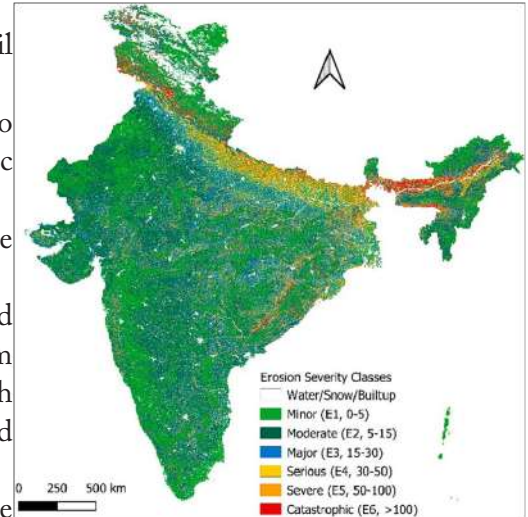 il
o
c
e
d
h
d
e
Erosion Severity Classes
Water/Snow/Builtup
Minor (E1, 0-5)
Moderate (E2, 5-15)
Major (E3, 15-30)
Serious (E4, 30-50)
Severe (E5, 50-100)
Catastrophic (E6, >100)
0 250 500 km